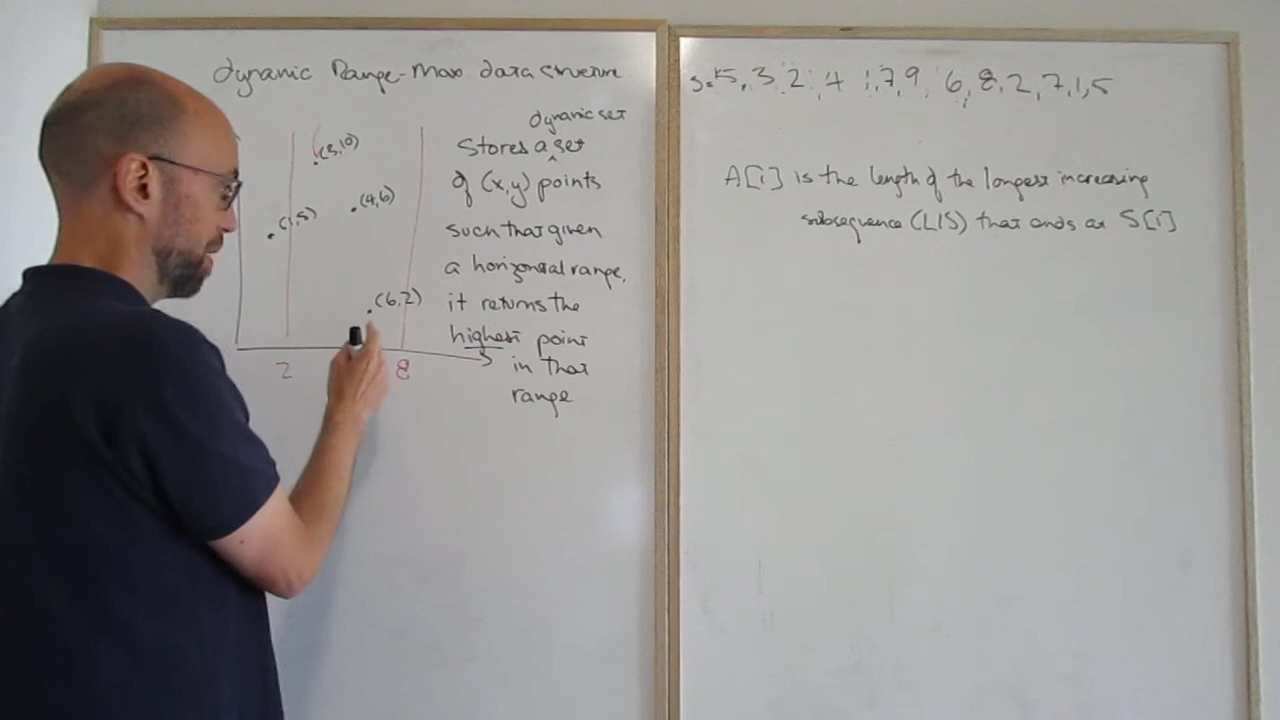 Dynamic Range-Max data structure
dynamic set
Stores a set
of (x,y) points
such that given
a horizontal range,
it returns the
highest point
in that
range
(3,10)
(4,6)
(1,5)
(6,2)
2
8
S: 5, 3, 2, 4, 1, 7, 9, 6, 8, 2, 7, 1, 5
A[i] is the length of the longest increasing
subsequence (LIS) that ends at S[i]